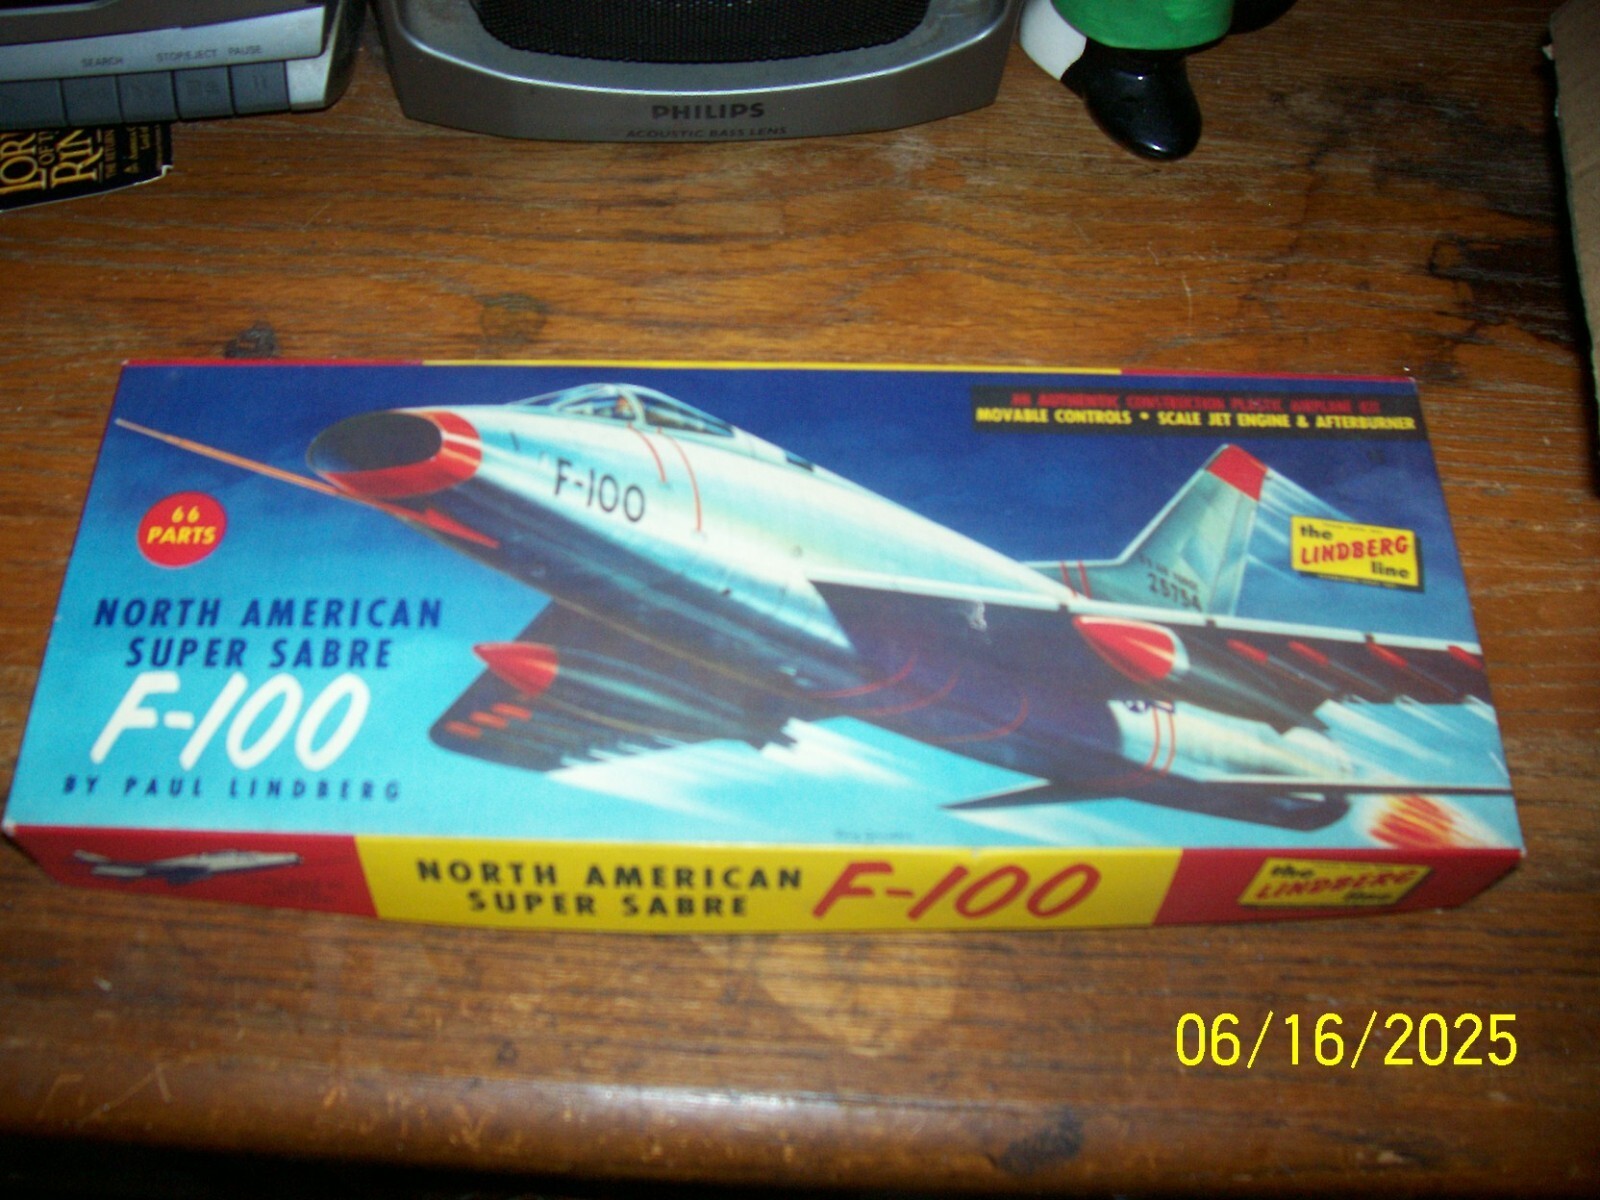 SEARCH STOP/EJECT PAUSE
PHILIPS
ACOUSTIC BASS LENS
AN AUTHENTIC CONSTRUCTION PLASTIC AIRPLANE KIT
MOVABLE CONTROLS • SCALE JET ENGINE & AFTERBURNER
F-100
66
PARTS
the
LINDBERG
line
25754
NORTH AMERICAN
SUPER SABRE
F-100
BY PAUL LINDBERG
NORTH AMERICAN
SUPER SABRE
F-100
the
LINDBERG
line
06/16/2025